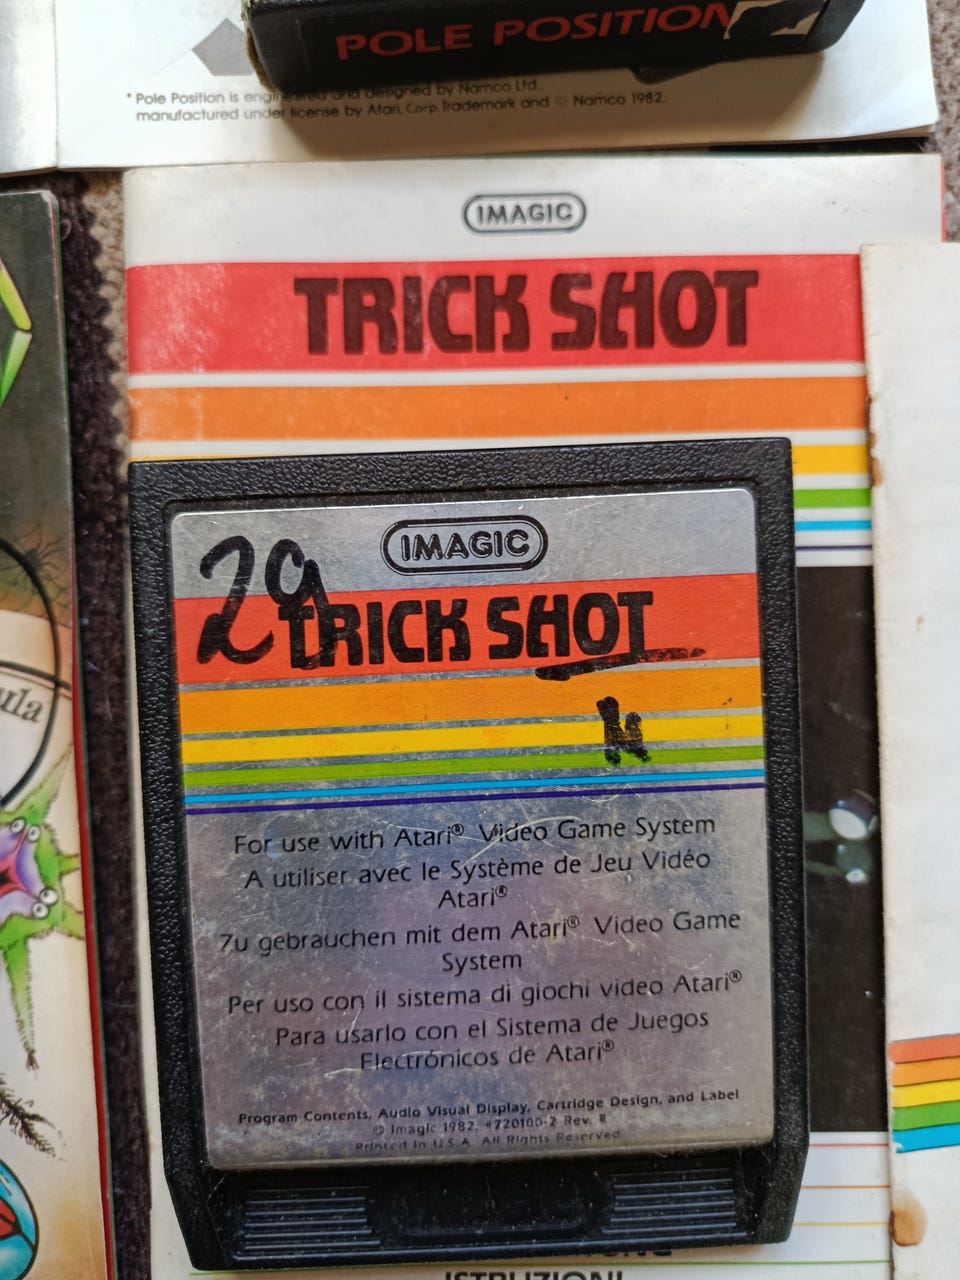 POLE POSITION
* Pole Position is engineered and designed by Namco Ltd.,
manufactured under license by Atari, Corp. Trademark and © Namco 1982.
IMAGIC
TRICK SHOT
IMAGIC
29
TRICK SHOT
For use with Atari® Video Game System
A utiliser avec le Système de Jeu Vidéo
Atari®
Zu gebrauchen mit dem Atari® Video Game
System
Per uso con il sistema di giochi video Atari®
Para usarlo con el Sistema de Juegos
Electrónicos de Atari®
Program Contents, Audio Visual Display, Cartridge Design, and Label
© Imagic 1982, #720100-2 Rev. B
Printed in U.S.A. All Rights Reserved
ula
ISTRUZIONI